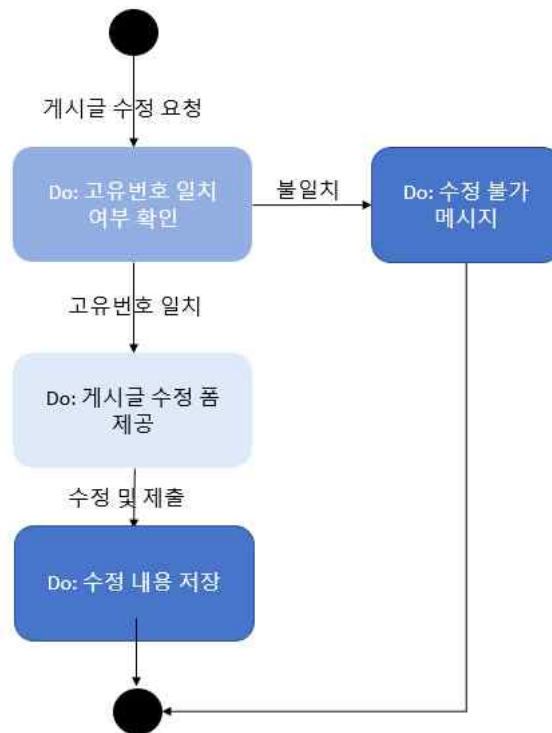 게시글 수정 요청
Do: 고유번호 일치
여부 확인
불일치
Do: 수정 불가
메시지
고유번호 일치
Do: 게시글 수정 폼
제공
수정 및 제출
Do: 수정 내용 저장